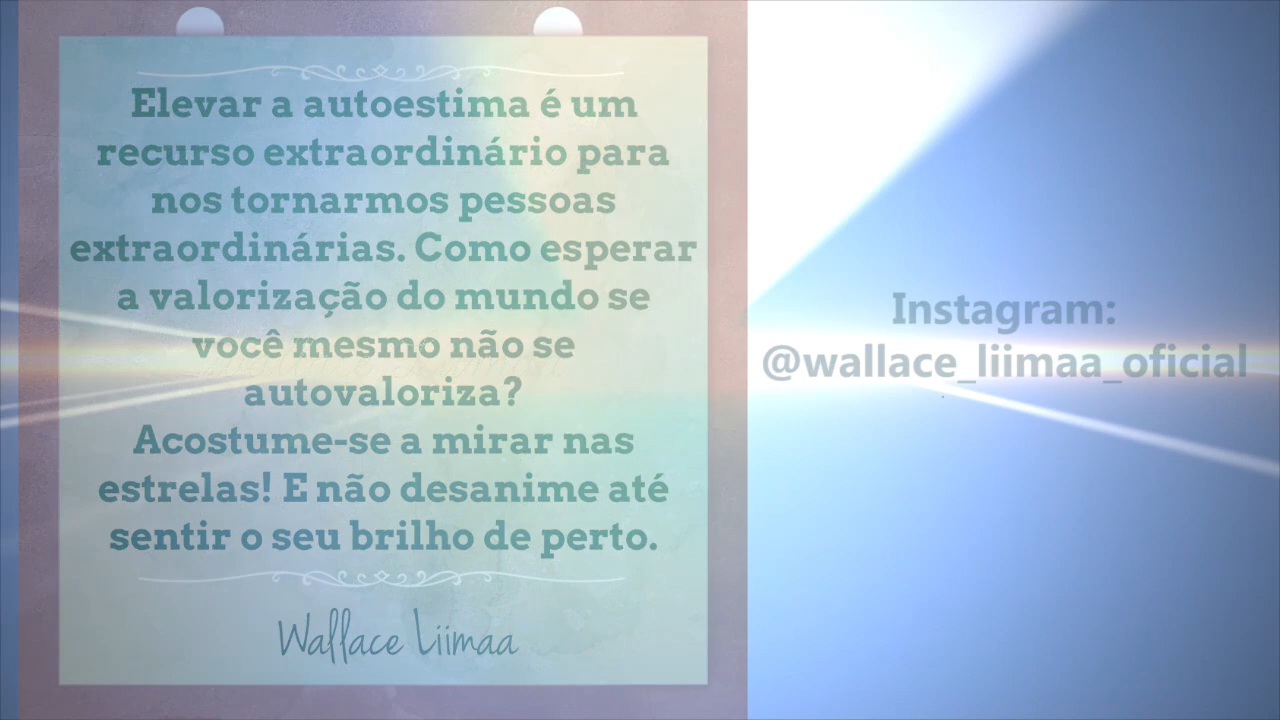 Elevar a autoestima é um
recurso extraordinário para
nos tornarmos pessoas
extraordinárias. Como esperar
a valorização do mundo se
você mesmo não se
autovaloriza?
Acostume-se a mirar nas
estrelas! E não desanime até
sentir o seu brilho de perto.
Wallace Liimaa
Instagram:
@wallace_liimaa_oficial